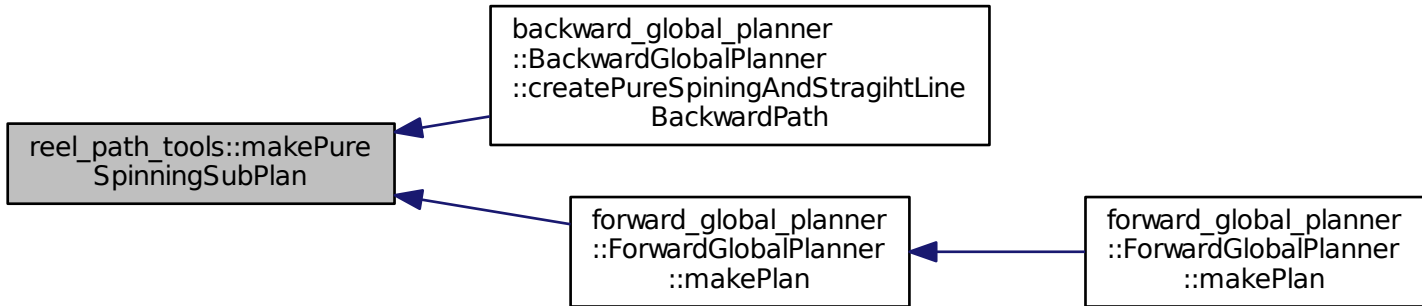 reel_path_tools::makePure
SpinningSubPlan
backward_global_planner
::BackwardGlobalPlanner
::createPureSpiningAndStragihtLine
BackwardPath
forward_global_planner
::ForwardGlobalPlanner
::makePlan
forward_global_planner
::ForwardGlobalPlanner
::makePlan